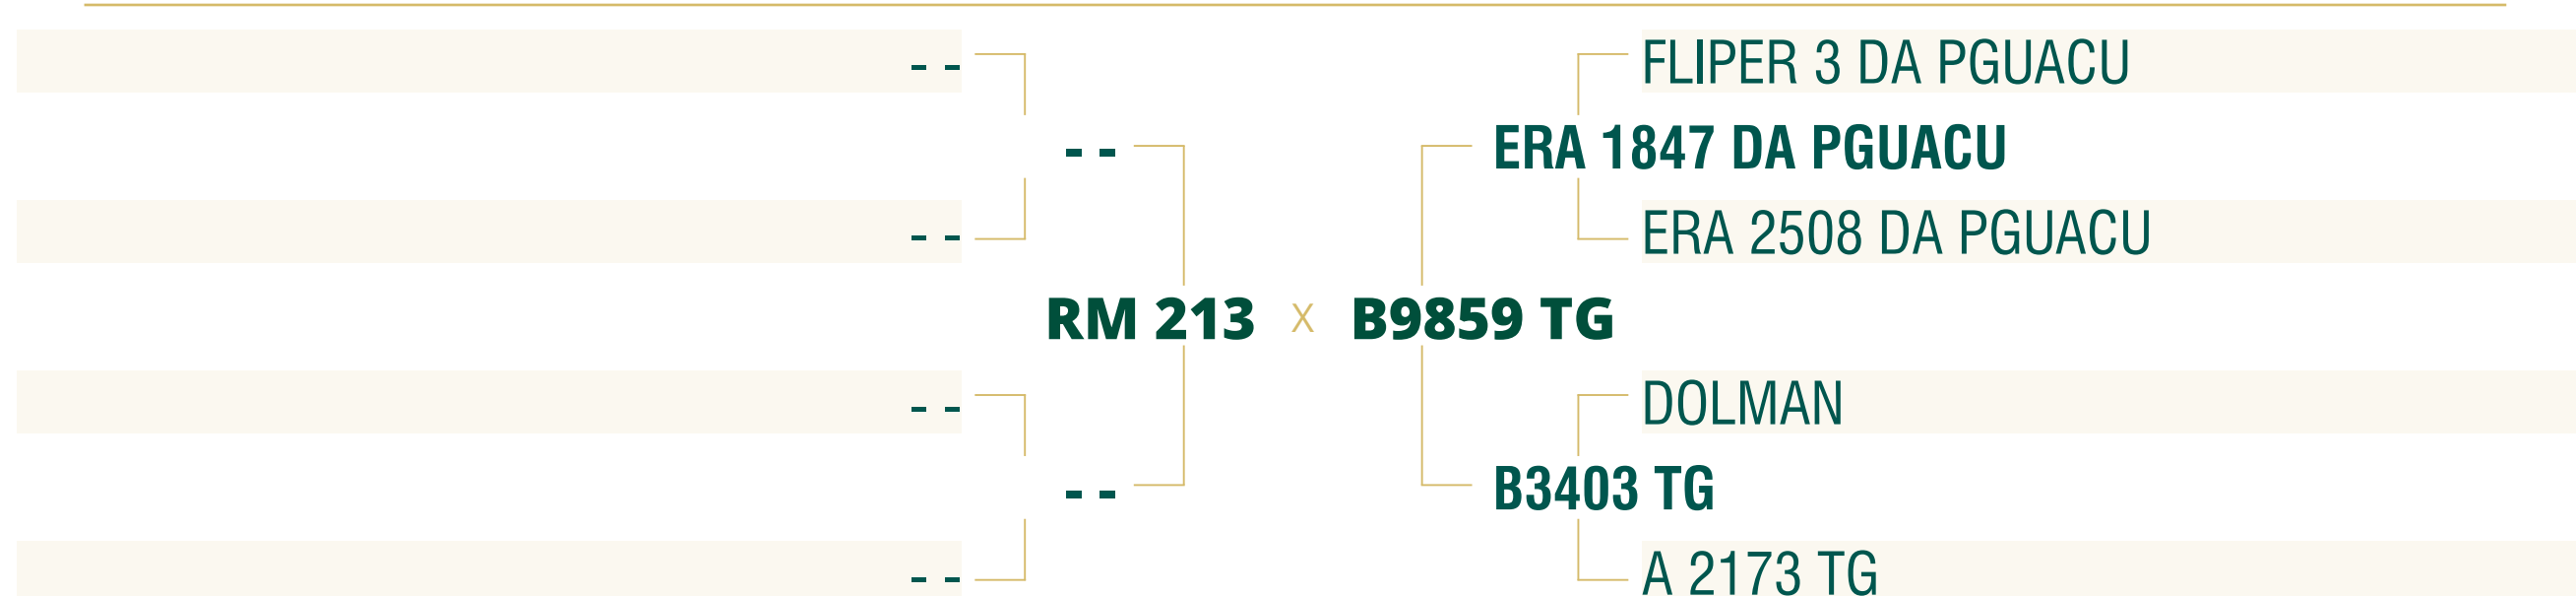 - - FLIPER 3 DA PGUACU
- - ERA 1847 DA PGUACU
- - ERA 2508 DA PGUACU
RM 213 X B9859 TG
- - DOLMAN
- - B3403 TG
- - A 2173 TG